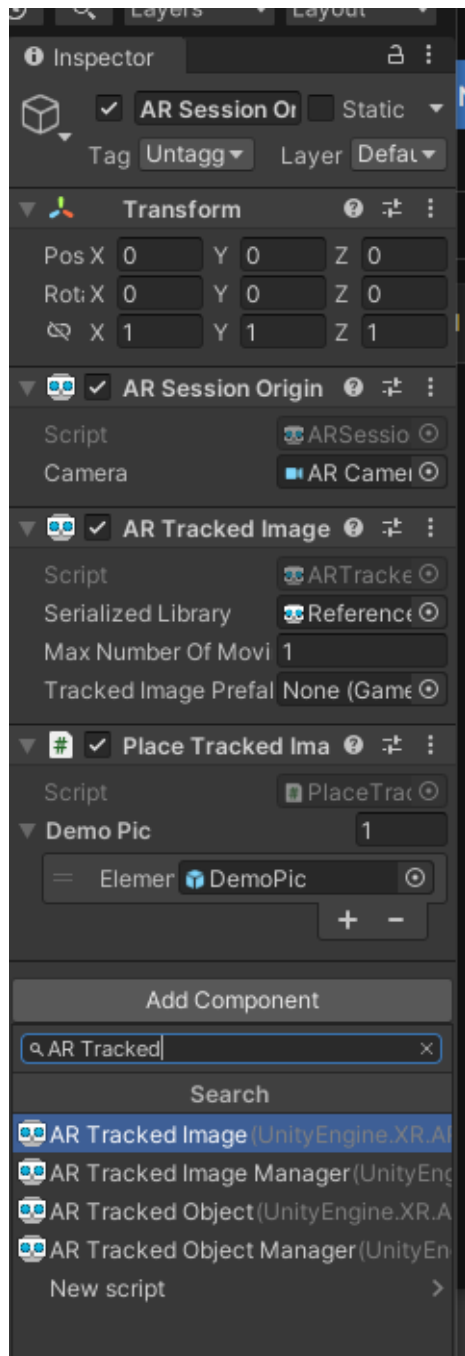 Layers Layout
Inspector
AR Session Or Static
Tag Untagg Layer Defau
Transform
Pos X 0 Y 0 Z 0
Rot: X 0 Y 0 Z 0
X 1 Y 1 Z 1
AR Session Origin
Script ARSessio
Camera AR Camer
AR Tracked Image
Script ARTracke
Serialized Library Reference
Max Number Of Movi 1
Tracked Image Prefal None (Game
# Place Tracked Ima
Script # PlaceTrac
Demo Pic 1
Elemer DemoPic
+ -
Add Component
AR Tracked
Search
AR Tracked Image (UnityEngine.XR.AF
AR Tracked Image Manager (UnityEng
AR Tracked Object (UnityEngine.XR.A
AR Tracked Object Manager (UnityEn
New script